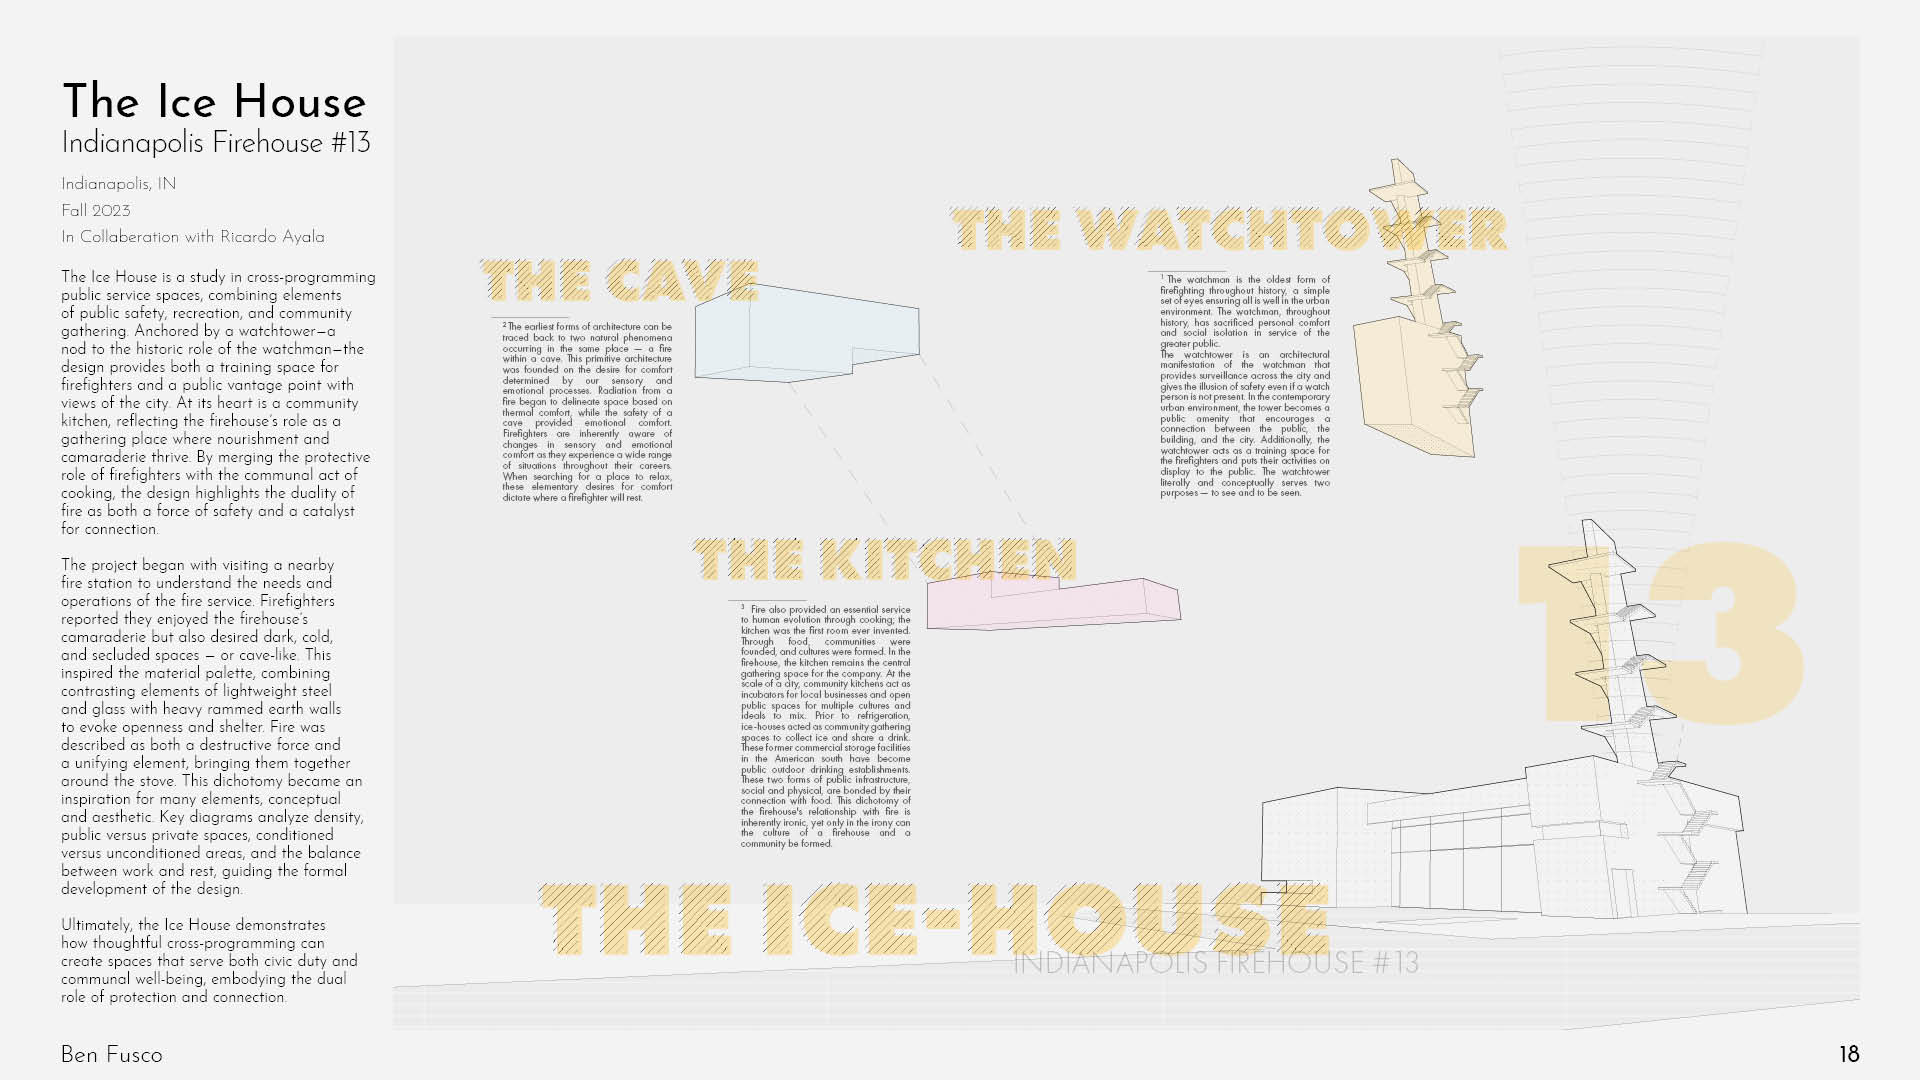 The Ice House
Indianapolis Firehouse #13
Indianapolis, IN
Fall 2023
In Collaberation with Ricardo Ayala
The Ice House is a study in cross-programming
public service spaces, combining elements
of public safety, recreation, and community
gathering. Anchored by a watchtower—a
nod to the historic role of the watchman—the
design provides both a training space for
firefighters and a public vantage point with
views of the city. At its heart is a community
kitchen, reflecting the firehouse's role as a
gathering place where nourishment and
camaraderie thrive. By merging the protective
role of firefighters with the communal act of
cooking, the design highlights the duality of
fire as both a force of safety and a catalyst
for connection.
The project began with visiting a nearby
fire station to understand the needs and
operations of the fire service. Firefighters
reported they enjoyed the firehouse's
camaraderie but also desired dark, cold,
and secluded spaces — or cave-like. This
inspired the material palette, combining
contrasting elements of lightweight steel
and glass with heavy rammed earth walls
to evoke openness and shelter. Fire was
described as both a destructive force and
a unifying element, bringing them together
around the stove. This dichotomy became an
inspiration for many elements, conceptual
and aesthetic. Key diagrams analyze density,
public versus private spaces, conditioned
versus unconditioned areas, and the balance
between work and rest, guiding the formal
development of the design.
Ultimately, the Ice House demonstrates
how thoughtful cross-programming can
create spaces that serve both civic duty and
communal well-being, embodying the dual
role of protection and connection.
Ben Fusco
THE CAVE
2 The earliest forms of architecture can be
traced back to two natural phenomena
occurring in the same place — a fire
within a cave. This primitive architecture
was founded on the desire for comfort
determined by our sensory and
emotional processes. Radiation from a
fire began to delineate space based on
thermal comfort, while the safety of a
cave provided emotional comfort.
Firefighters are inherently aware of
changes in sensory and emotional
comfort as they experience a wide range
of situations throughout their careers.
When searching for a place to relax,
these elementary desires for comfort
dictate where a firefighter will rest.
THE WATCHTOWER
1 The watchman is the oldest form of
firefighting throughout history, a simple
set of eyes ensuring all is well in the urban
environment. The watchman, throughout
history, has sacrificed personal comfort
and social isolation in service of the
greater public.
The watchtower is an architectural
manifestation of the watchman that
provides surveillance across the city and
gives the illusion of safety even if a watch
person is not present. In the contemporary
urban environment, the tower becomes a
public amenity that encourages a
connection between the public, the
building, and the city. Additionally, the
watchtower acts as a training space for
the firefighters and puts their activities on
display to the public. The watchtower
literally and conceptually serves two
purposes — to see and to be seen.
THE KITCHEN
3 Fire also provided an essential service
to human evolution through cooking; the
kitchen was the first room ever invented.
Through food, communities were
founded, and cultures were formed. In the
firehouse, the kitchen remains the central
gathering space for the company. At the
scale of a city, community kitchens act as
incubators for local businesses and open
public spaces for multiple cultures and
ideals to mix. Prior to refrigeration,
ice-houses acted as community gathering
spaces to collect ice and share a drink.
These former commercial storage facilities
in the American south have become
public outdoor drinking establishments.
These two forms of public infrastructure,
social and physical, are bonded by their
connection with food. This dichotomy of
the firehouse's relationship with fire is
inherently ironic, yet only in the irony can
the culture of a firehouse and a
community be formed.
13
THE ICE-HOUSE
INDIANAPOLIS FIREHOUSE #13
18